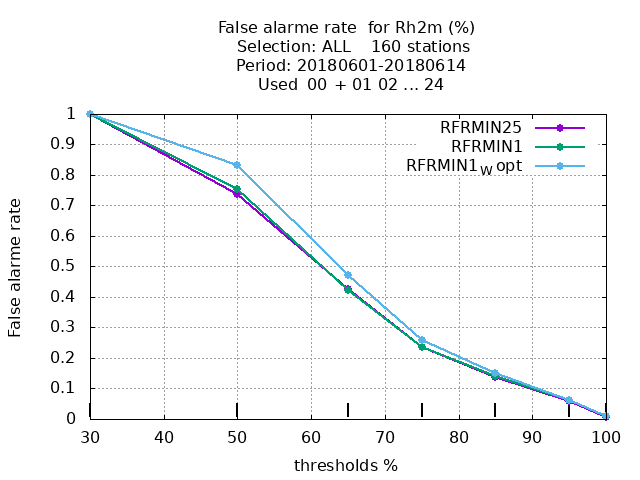 False alarme rate for Rh2m (%)
Selection: ALL 160 stations
Period: 20180601-20180614
Used 00 + 01 02 ... 24
RFRMIN25
RFRMIN1
RFRMIN1W opt
1
0.9
0.8
0.7
0.6
0.5
0.4
0.3
0.2
0.1
0
False alarme rate
30 40 50 60 70 80 90 100
thresholds %